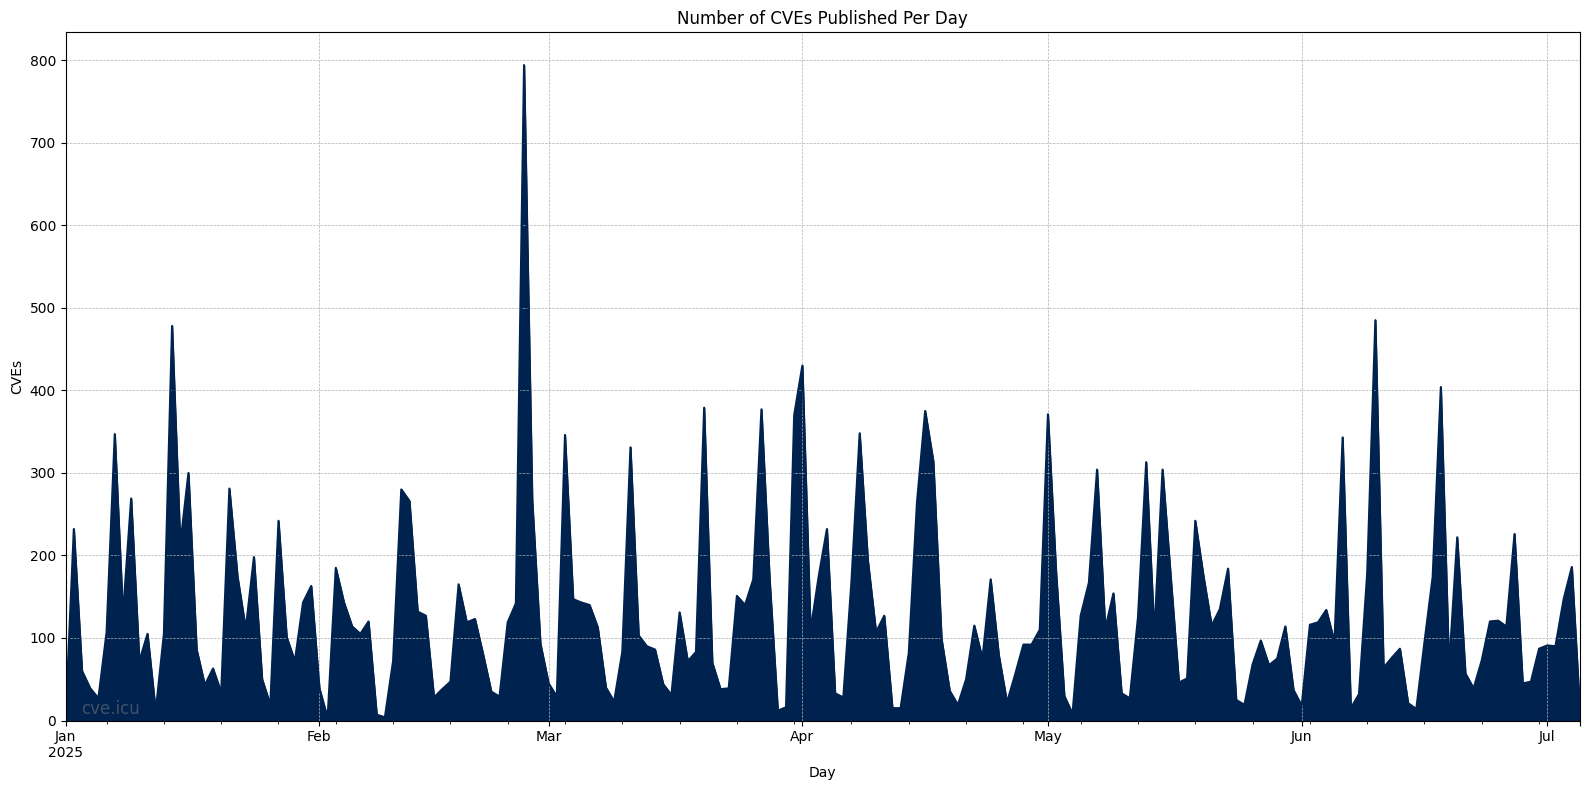 Number of CVEs Published Per Day
800
700
600
500
400
300
200
100
0
CVEs
cve.icu
Jan Feb Mar Apr May Jun Jul
2025
Day